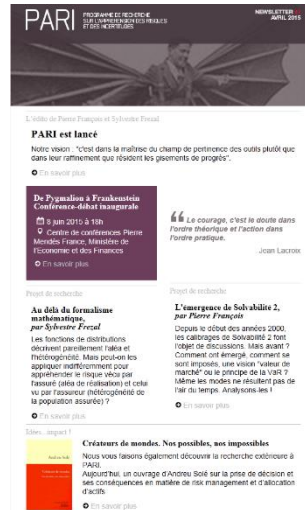 PARI
PROGRAMME DE RECHERCHE
SUR L'APPRÉHENSION DES RISQUES
ET DES INCERTITUDES
NEWSLETTER
AVRIL 2015
L'édito de Pierre François et Sylvestre Frezal
PARI est lancé
Notre vision : "c'est dans la maîtrise du champ de pertinence des outils plutôt que
dans leur raffinement que résident les gisements de progrès".
En savoir plus
De Pygmalion à Frankenstein
Conférence-débat inaugurale
8 juin 2015 à 18h
Centre de conférences Pierre
Mendès France, Ministère de
l'Economie et des Finances
En savoir plus
Le courage, c'est le doute dans
l'ordre théorique et l'action dans
l'ordre pratique.
Jean Lacroix
Projet de recherche
Au delà du formalisme
mathématique,
par Sylvestre Frezal
Les fonctions de distributions
décrivent pareillement l'aléa et
l'hétérogénéité. Mais peut-on les
appliquer indifféremment pour
appréhender le risque vécu par
l'assuré (aléa de réalisation) et celui
vu par l'assureur (hétérogénéité de
la population assurée) ?
En savoir plus
Projet de recherche
L'émergence de Solvabilité 2,
par Pierre François
Depuis le début des années 2000,
les calibrages de Solvabilité 2 font
l'objet de discussions. Mais avant ?
Comment ont émergé, comment se
sont imposés, une vision "valeur de
marché" ou le principe de la VaR ?
Même les modes ne résultent pas de
l'air du temps. Analysons-les !
En savoir plus
Idées... impact !
Créateurs de mondes. Nos possibles, nos impossibles
Nous vous faisons également découvrir la recherche extérieure à
PARI.
Aujourd'hui, un ouvrage d'Andreu Solé sur la prise de décision et
ses conséquences en matière de risk management et d'allocation
d'actifs
En savoir plus